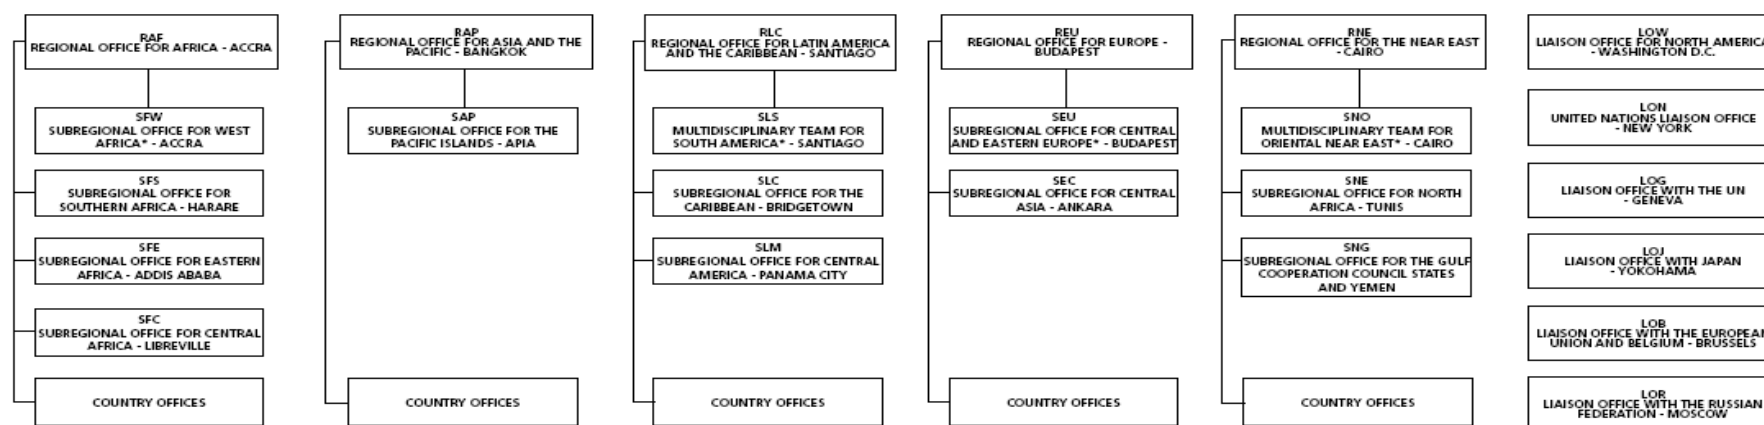 RAF
REGIONAL OFFICE FOR AFRICA - ACCRA
SFW
SUBREGIONAL OFFICE FOR WEST
AFRICA* - ACCRA
SFS
SUBREGIONAL OFFICE FOR
SOUTHERN AFRICA - HARARE
SFE
SUBREGIONAL OFFICE FOR EASTERN
AFRICA - ADDIS ABABA
SFC
SUBREGIONAL OFFICE FOR CENTRAL
AFRICA - LIBREVILLE
COUNTRY OFFICES
RAP
REGIONAL OFFICE FOR ASIA AND THE
PACIFIC - BANGKOK
SAP
SUBREGIONAL OFFICE FOR THE
PACIFIC ISLANDS - APIA
COUNTRY OFFICES
RLC
REGIONAL OFFICE FOR LATIN AMERICA
AND THE CARIBBEAN - SANTIAGO
SLS
MULTIDISCIPLINARY TEAM FOR
SOUTH AMERICA* - SANTIAGO
SLC
SUBREGIONAL OFFICE FOR THE
CARIBBEAN - BRIDGETOWN
SLM
SUBREGIONAL OFFICE FOR CENTRAL
AMERICA - PANAMA CITY
COUNTRY OFFICES
REU
REGIONAL OFFICE FOR EUROPE -
BUDAPEST
SEU
SUBREGIONAL OFFICE FOR CENTRAL
AND EASTERN EUROPE* - BUDAPEST
SEC
SUBREGIONAL OFFICE FOR CENTRAL
ASIA - ANKARA
COUNTRY OFFICES
RNE
REGIONAL OFFICE FOR THE NEAR EAST
- CAIRO
SNO
MULTIDISCIPLINARY TEAM FOR
ORIENTAL NEAR EAST* - CAIRO
SNE
SUBREGIONAL OFFICE FOR NORTH
AFRICA - TUNIS
SNG
SUBREGIONAL OFFICE FOR THE GULF
COOPERATION COUNCIL STATES
AND YEMEN
COUNTRY OFFICES
LOW
LIAISON OFFICE FOR NORTH AMERICA
- WASHINGTON D.C.
LON
UNITED NATIONS LIAISON OFFICE
- NEW YORK
LOG
LIAISON OFFICE WITH THE UN
- GENEVA
LOJ
LIAISON OFFICE WITH JAPAN
- YOKOHAMA
LOB
LIAISON OFFICE WITH THE EUROPEAN
UNION AND BELGIUM - BRUSSELS
LOR
LIAISON OFFICE WITH THE RUSSIAN
FEDERATION - MOSCOW